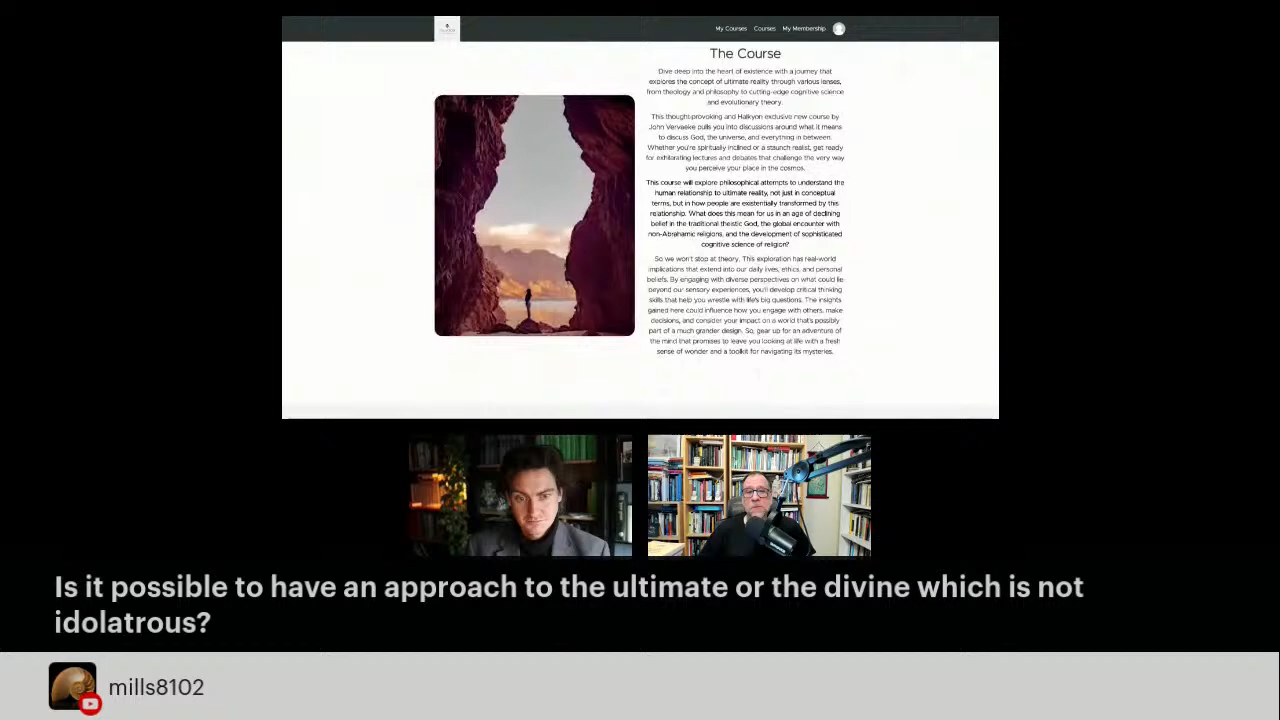 My Courses Courses My Membership
The Course
Dive deep into the heart of existence with a journey that
explores the concept of ultimate reality through various lenses,
from theology and philosophy to cutting-edge cognitive science
and evolutionary theory.
This thought-provoking and Halkyon exclusive new course by
John Vervaeke pulls you into discussions around what it means
to discuss God, the universe, and everything in between.
Whether you're spiritually inclined or a staunch realist, get ready
for exhilarating lectures and debates that challenge the very way
you perceive your place in the cosmos.
This course will explore philosophical attempts to understand the
human relationship to ultimate reality, not just in conceptual
terms, but in how people are existentially transformed by this
relationship. What does this mean for us in an age of declining
belief in the traditional theistic God, the global encounter with
non-Abrahamic religions, and the development of sophisticated
cognitive science of religion?
So we won't stop at theory. This exploration has real-world
implications that extend into our daily lives, ethics, and personal
beliefs. By engaging with diverse perspectives on what could lie
beyond our sensory experiences, you'll develop critical thinking
skills that help you wrestle with life's big questions. The insights
gained here could influence how you engage with others, make
decisions, and consider your impact on a world that's possibly
part of a much grander design. So, gear up for an adventure of
the mind that promises to leave you looking at life with a fresh
sense of wonder and a toolkit for navigating its mysteries.
Is it possible to have an approach to the ultimate or the divine which is not
idolatrous?
mills8102